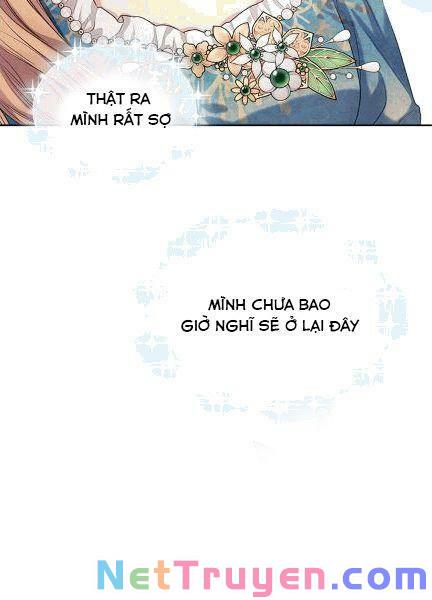 THẬT RA
MÌNH RẤT SỢ
MÌNH CHƯA BAO
GIỜ NGHĨ SẼ Ở LẠI ĐÂY
NetTruyen.com